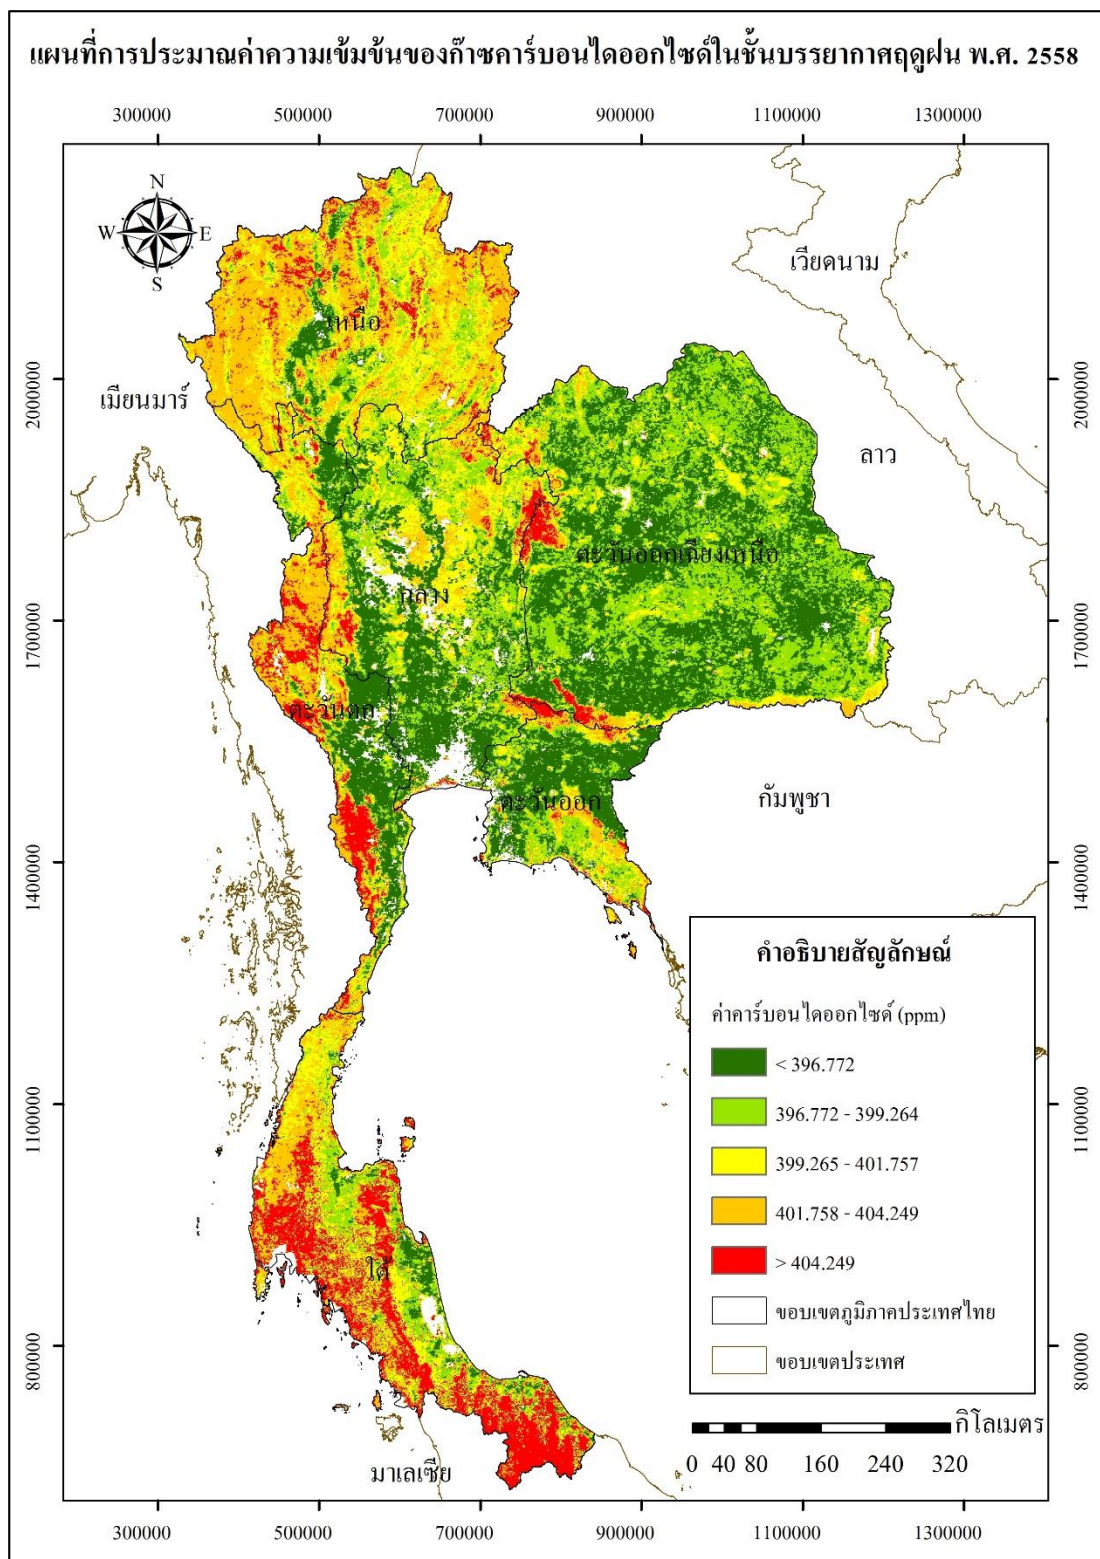 แผนที่การประมาณค่าความเข้มข้นของก๊าซคาร์บอนไดออกไซด์ในชั้นบรรยากาศฤดูฝน พ.ศ. 2558
300000 500000 700000 900000 1100000 1300000
N
W E
S
เวียดนาม
เหนือ
2000000 2000000
เมียนมาร์
ลาว
ตะวันออกเฉียงเหนือ
กลาง
1700000 1700000
ตะวันตก
ตะวันออก
กัมพูชา
1400000 1400000
คำอธิบายสัญลักษณ์
ค่าคาร์บอนไดออกไซด์ (ppm)
< 396.772
396.772 - 399.264
1100000 1100000
399.265 - 401.757
401.758 - 404.249
> 404.249
ใต้
ขอบเขตภูมิภาคประเทศไทย
ขอบเขตประเทศ
800000 800000
กิโลเมตร
0 40 80 160 240 320
มาเลเซีย
300000 500000 700000 900000 1100000 1300000